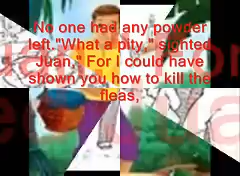 No one had any powder
left."What a pity," sighted
Juan," For I could have
shown you how to kill the
fleas,